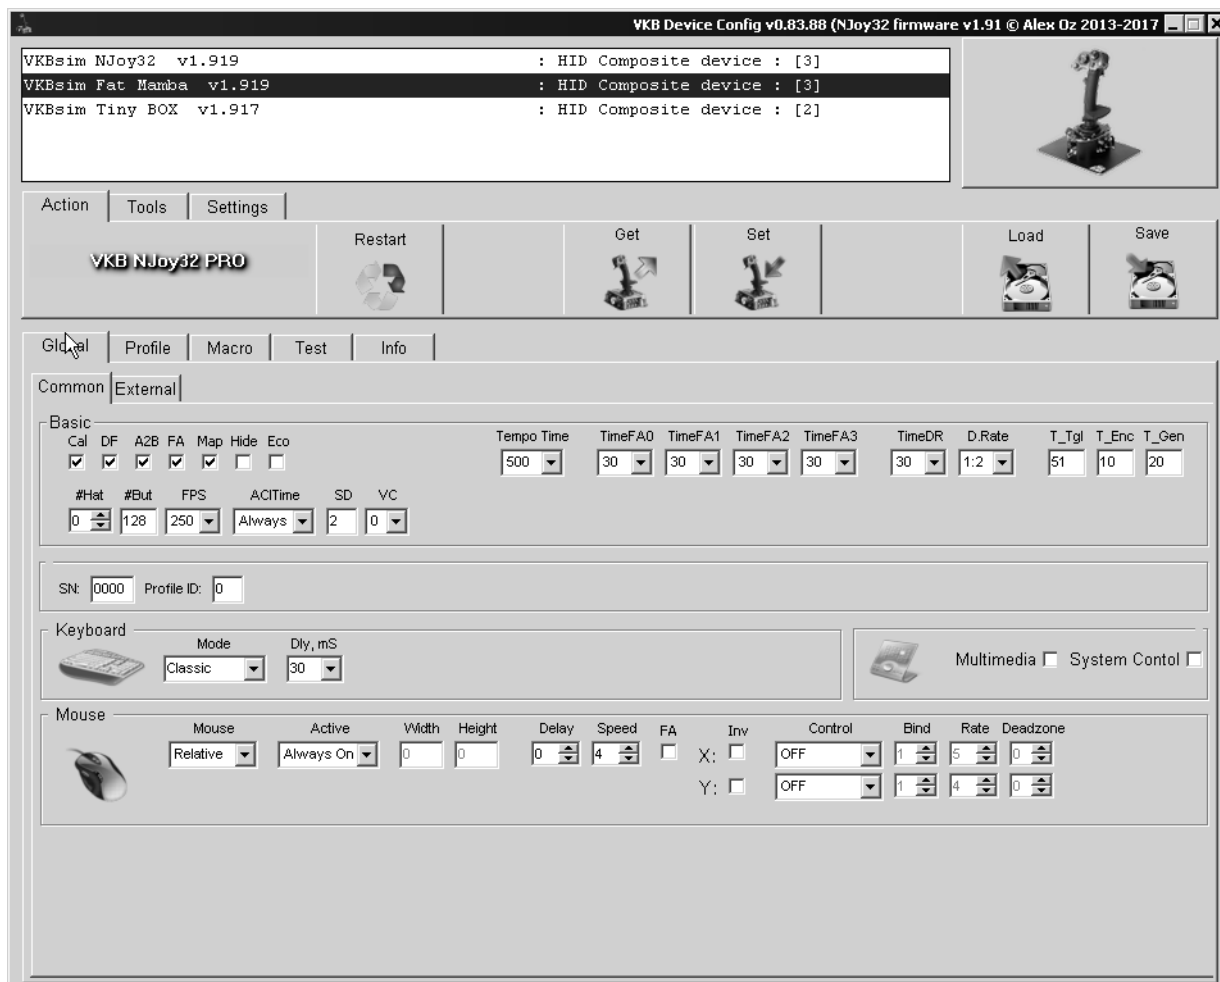 VKB Device Config v0.83.88 (NJoy32 firmware v1.91 © Alex Oz 2013-2017
VKBsim NJoy32 v1.919 : HID Composite device : [3]
VKBsim Fat Mamba v1.919 : HID Composite device : [3]
VKBsim Tiny BOX v1.917 : HID Composite device : [2]
Action Tools Settings
VKB NJoy32 PRO Restart Get Set Load Save
Global Profile Macro Test Info
Common External
Basic
Cal DF A2B FA Map Hide Eco Tempo Time TimeFA0 TimeFA1 TimeFA2 TimeFA3 TimeDR D.Rate T_Tgl T_Enc T_Gen
500 30 30 30 30 30 1:2 51 10 20
#Hat #But FPS ACITime SD VC
0 128 250 Always 2 0
SN: 0000 Profile ID: 0
Keyboard
Mode Dly, mS
Classic 30
Multimedia System Contol
Mouse
Mouse Active Width Height Delay Speed FA Inv Control Bind Rate Deadzone
Relative Always On 0 0 0 4 X: OFF 1 5 0
Y: OFF 1 4 0